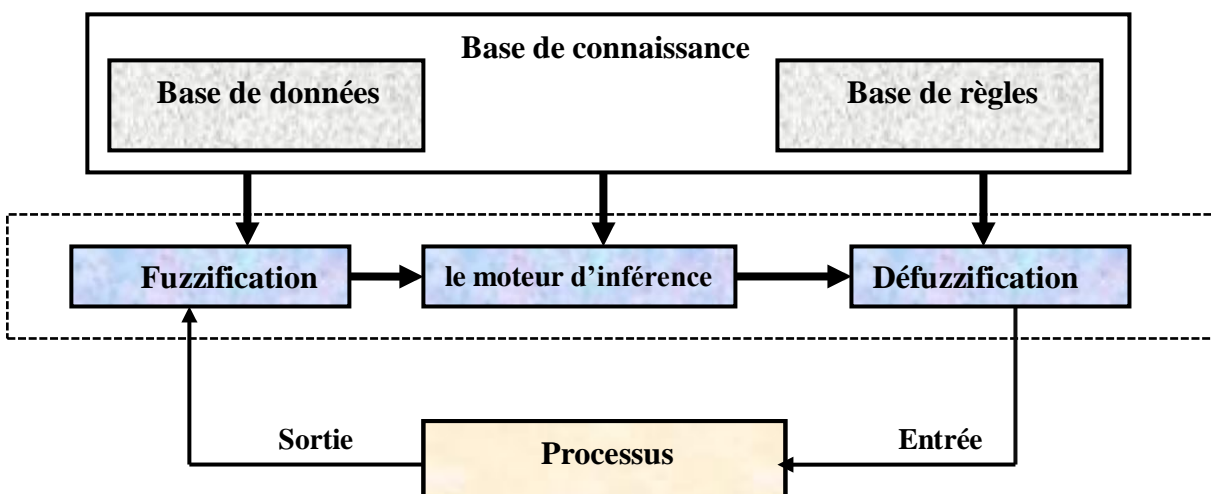 Base de connaissance
Base de données
Base de règles
Fuzzification
le moteur d’inférence
Défuzzification
Sortie
Entrée
Processus